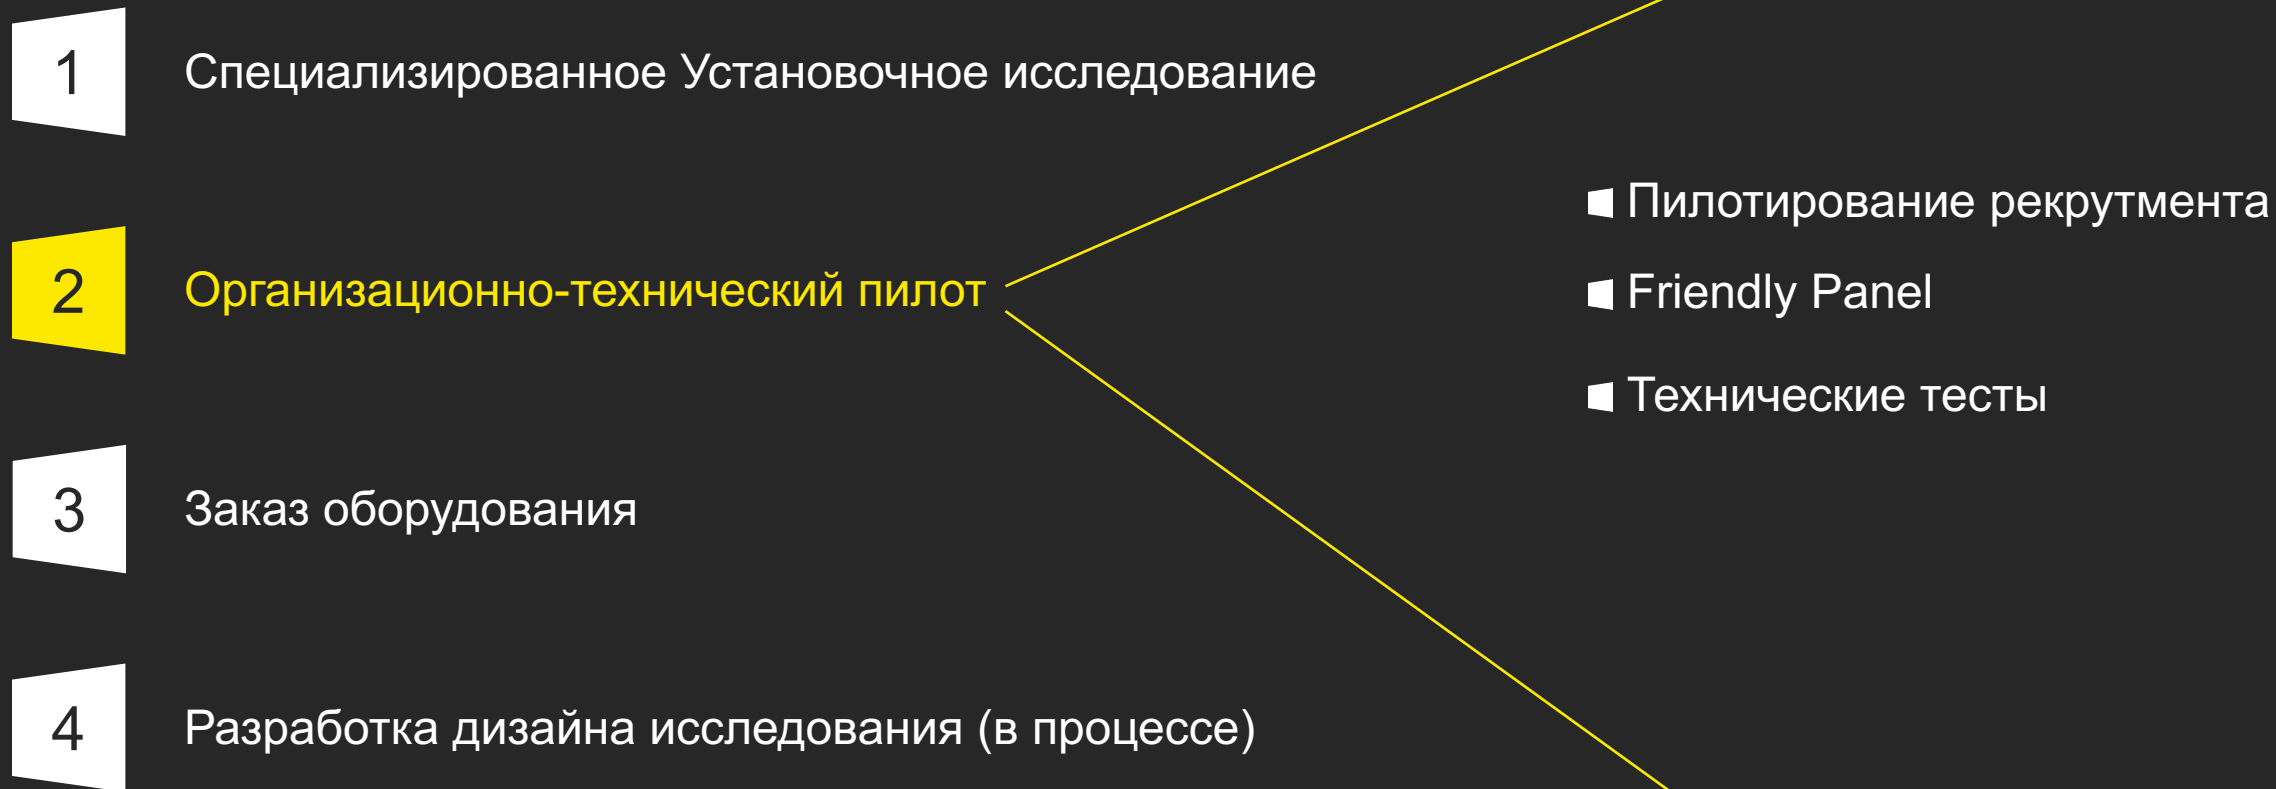 1
Специализированное Установочное исследование
2
Организационно-технический пилот
3
Заказ оборудования
4
Разработка дизайна исследования (в процессе)
Пилотирование рекрутмента
Friendly Panel
Технические тесты